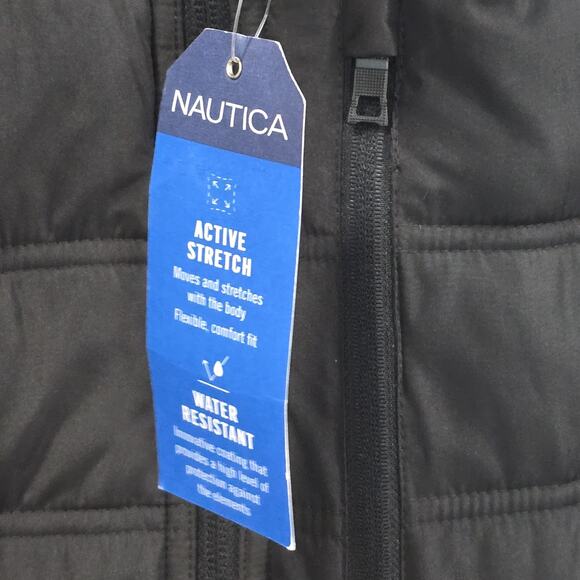 NAUTICA
ACTIVE
STRETCH
Moves and stretches
with the body
Flexible, comfort fit
WATER
RESISTANT
Innovative coating that
provides a high level of
protection against
the elements